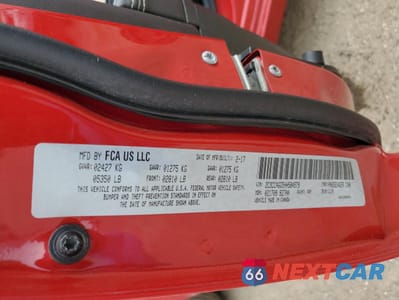 MFD BY FCA US LLC
DATE OF MFR/BUILT: 2-17
GVWR: 02427 KG
GAWR: 01275 KG
GAWR: 01275 KG
05350 LB
FRONT: 02810 LB
REAR: 02810 LB
THIS VEHICLE CONFORMS TO ALL APPLICABLE U.S.A. FEDERAL MOTOR VEHICLE SAFETY,
BUMPER AND THEFT PREVENTION STANDARDS IN EFFECT ON THE DATE OF MANUFACTURE
SHOWN ABOVE.
VIN:
MADE IN CANADA
66 NEXTCAR